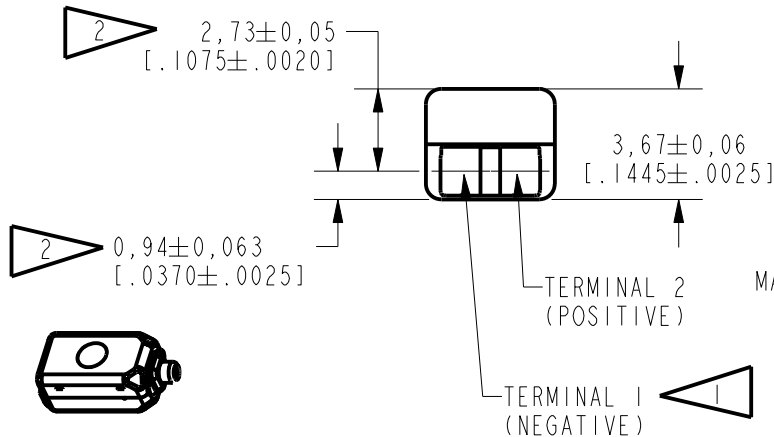 2
2,73±0,05
[.1075±.0020]
3,67±0,06
[.1445±.0025]
2
0,94±0,063
[.0370±.0025]
TERMINAL 2
(POSITIVE)
MA
TERMINAL 1
(NEGATIVE)
1